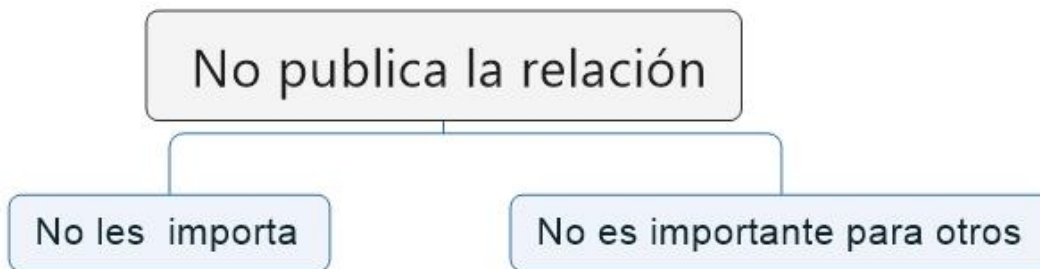 No publica la relación
No les importa
No es importante para otros